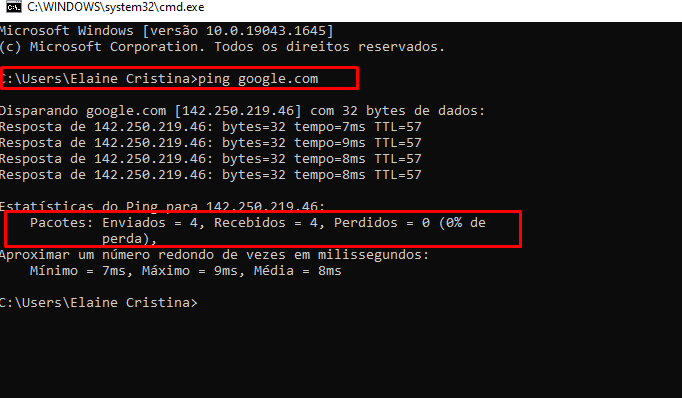 C:\WINDOWS\system32\cmd.exe
Microsoft Windows [versão 10.0.19043.1645]
(c) Microsoft Corporation. Todos os direitos reservados.
C:\Users\Elaine Cristina>ping google.com
Disparando google.com [142.250.219.46] com 32 bytes de dados:
Resposta de 142.250.219.46: bytes=32 tempo=7ms TTL=57
Resposta de 142.250.219.46: bytes=32 tempo=9ms TTL=57
Resposta de 142.250.219.46: bytes=32 tempo=8ms TTL=57
Resposta de 142.250.219.46: bytes=32 tempo=8ms TTL=57
Estatísticas do Ping para 142.250.219.46:
Pacotes: Enviados = 4, Recebidos = 4, Perdidos = 0 (0% de
perda),
Aproximar um número redondo de vezes em milissegundos:
Mínimo = 7ms, Máximo = 9ms, Média = 8ms
C:\Users\Elaine Cristina>